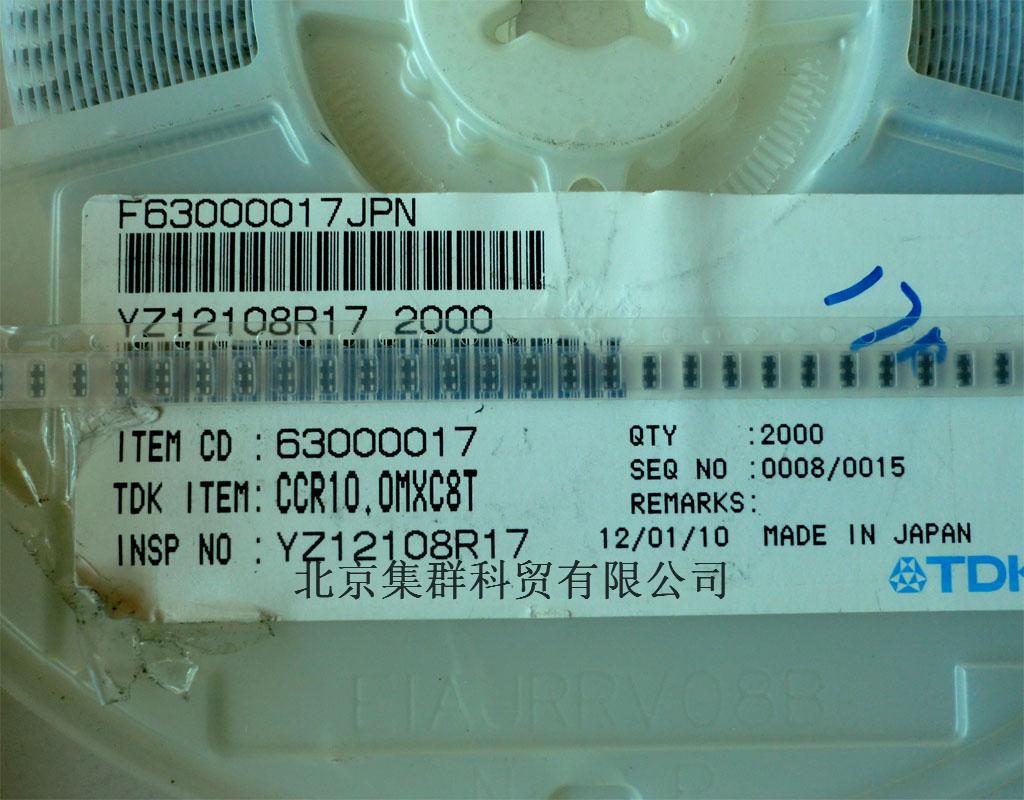 F63000017JPN
YZ12108R17 2000
ITEM CD : 63000017
TDK ITEM: CCR10.0MXC8T
INSP NO : YZ12108R17
QTY :2000
SEQ NO :0008/0015
REMARKS:
12/01/10 MADE IN JAPAN
TDK
北京集群科贸有限公司
EIAJRRV08B